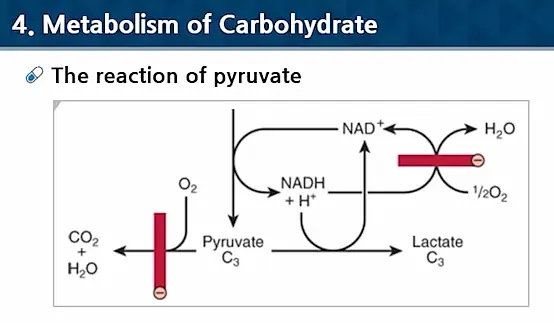 4. Metabolism of Carbohydrate
The reaction of pyruvate
NAD⁺
H₂O
O₂
NADH
+ H⁺
½O₂
CO₂
+
H₂O
Pyruvate
C₃
Lactate
C₃